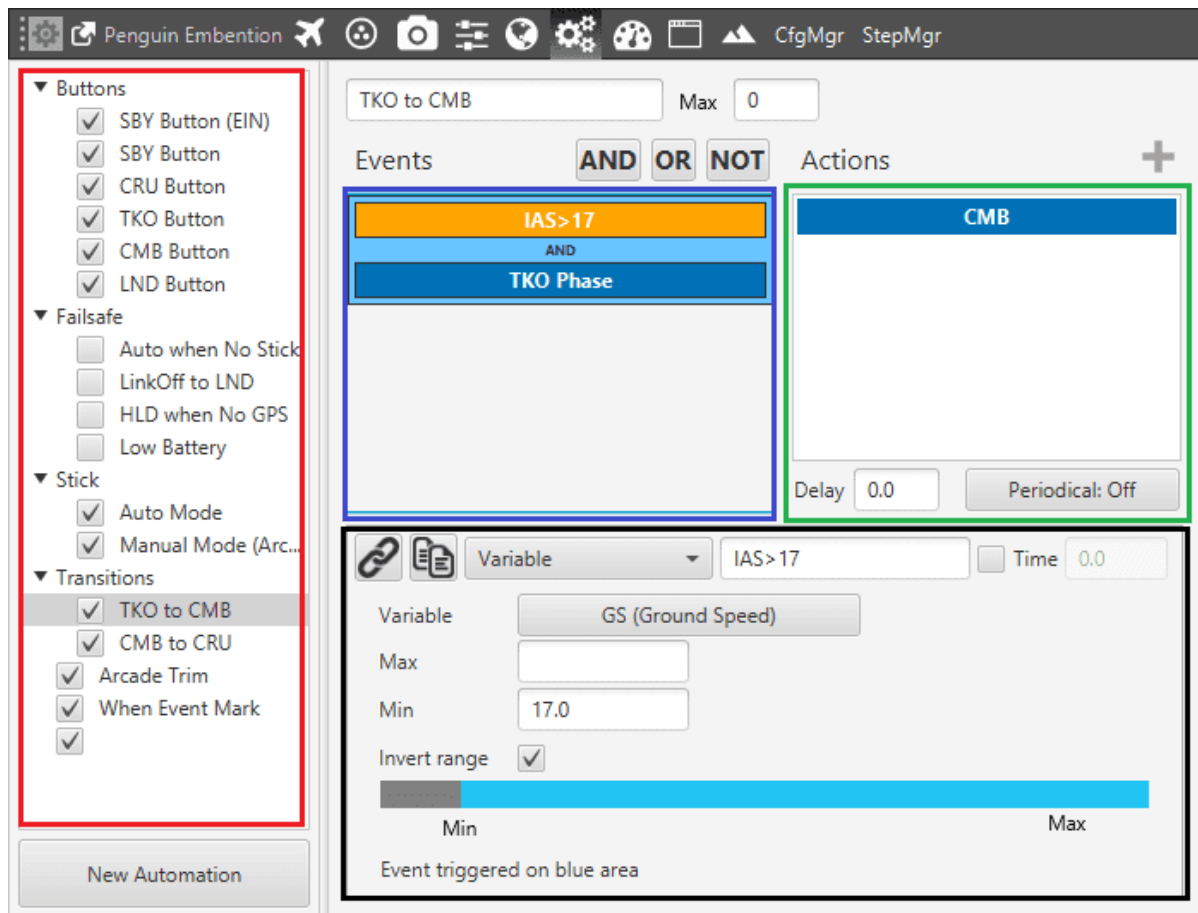 Penguin Embention CfgMgr StepMgr
Buttons
SBY Button (EIN)
SBY Button
CRU Button
TKO Button
CMB Button
LND Button
Failsafe
Auto when No Stick
LinkOff to LND
HLD when No GPS
Low Battery
Stick
Auto Mode
Manual Mode (Arc...
Transitions
TKO to CMB
CMB to CRU
Arcade Trim
When Event Mark
New Automation
TKO to CMB Max 0
Events AND OR NOT Actions
IAS>17
AND
TKO Phase
CMB
Delay 0.0 Periodical: Off
Variable IAS>17 Time 0.0
Variable GS (Ground Speed)
Max
Min 17.0
Invert range
Min Max
Event triggered on blue area